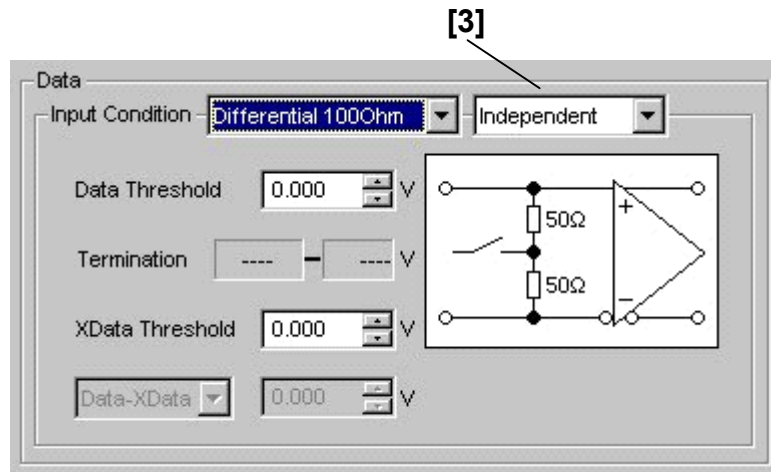 [3]
Data
Input Condition Differential 100Ohm Independent
Data Threshold 0.000 V
Termination ---- – ---- V
XData Threshold 0.000 V
Data-XData 0.000 V
50Ω
50Ω
+
−